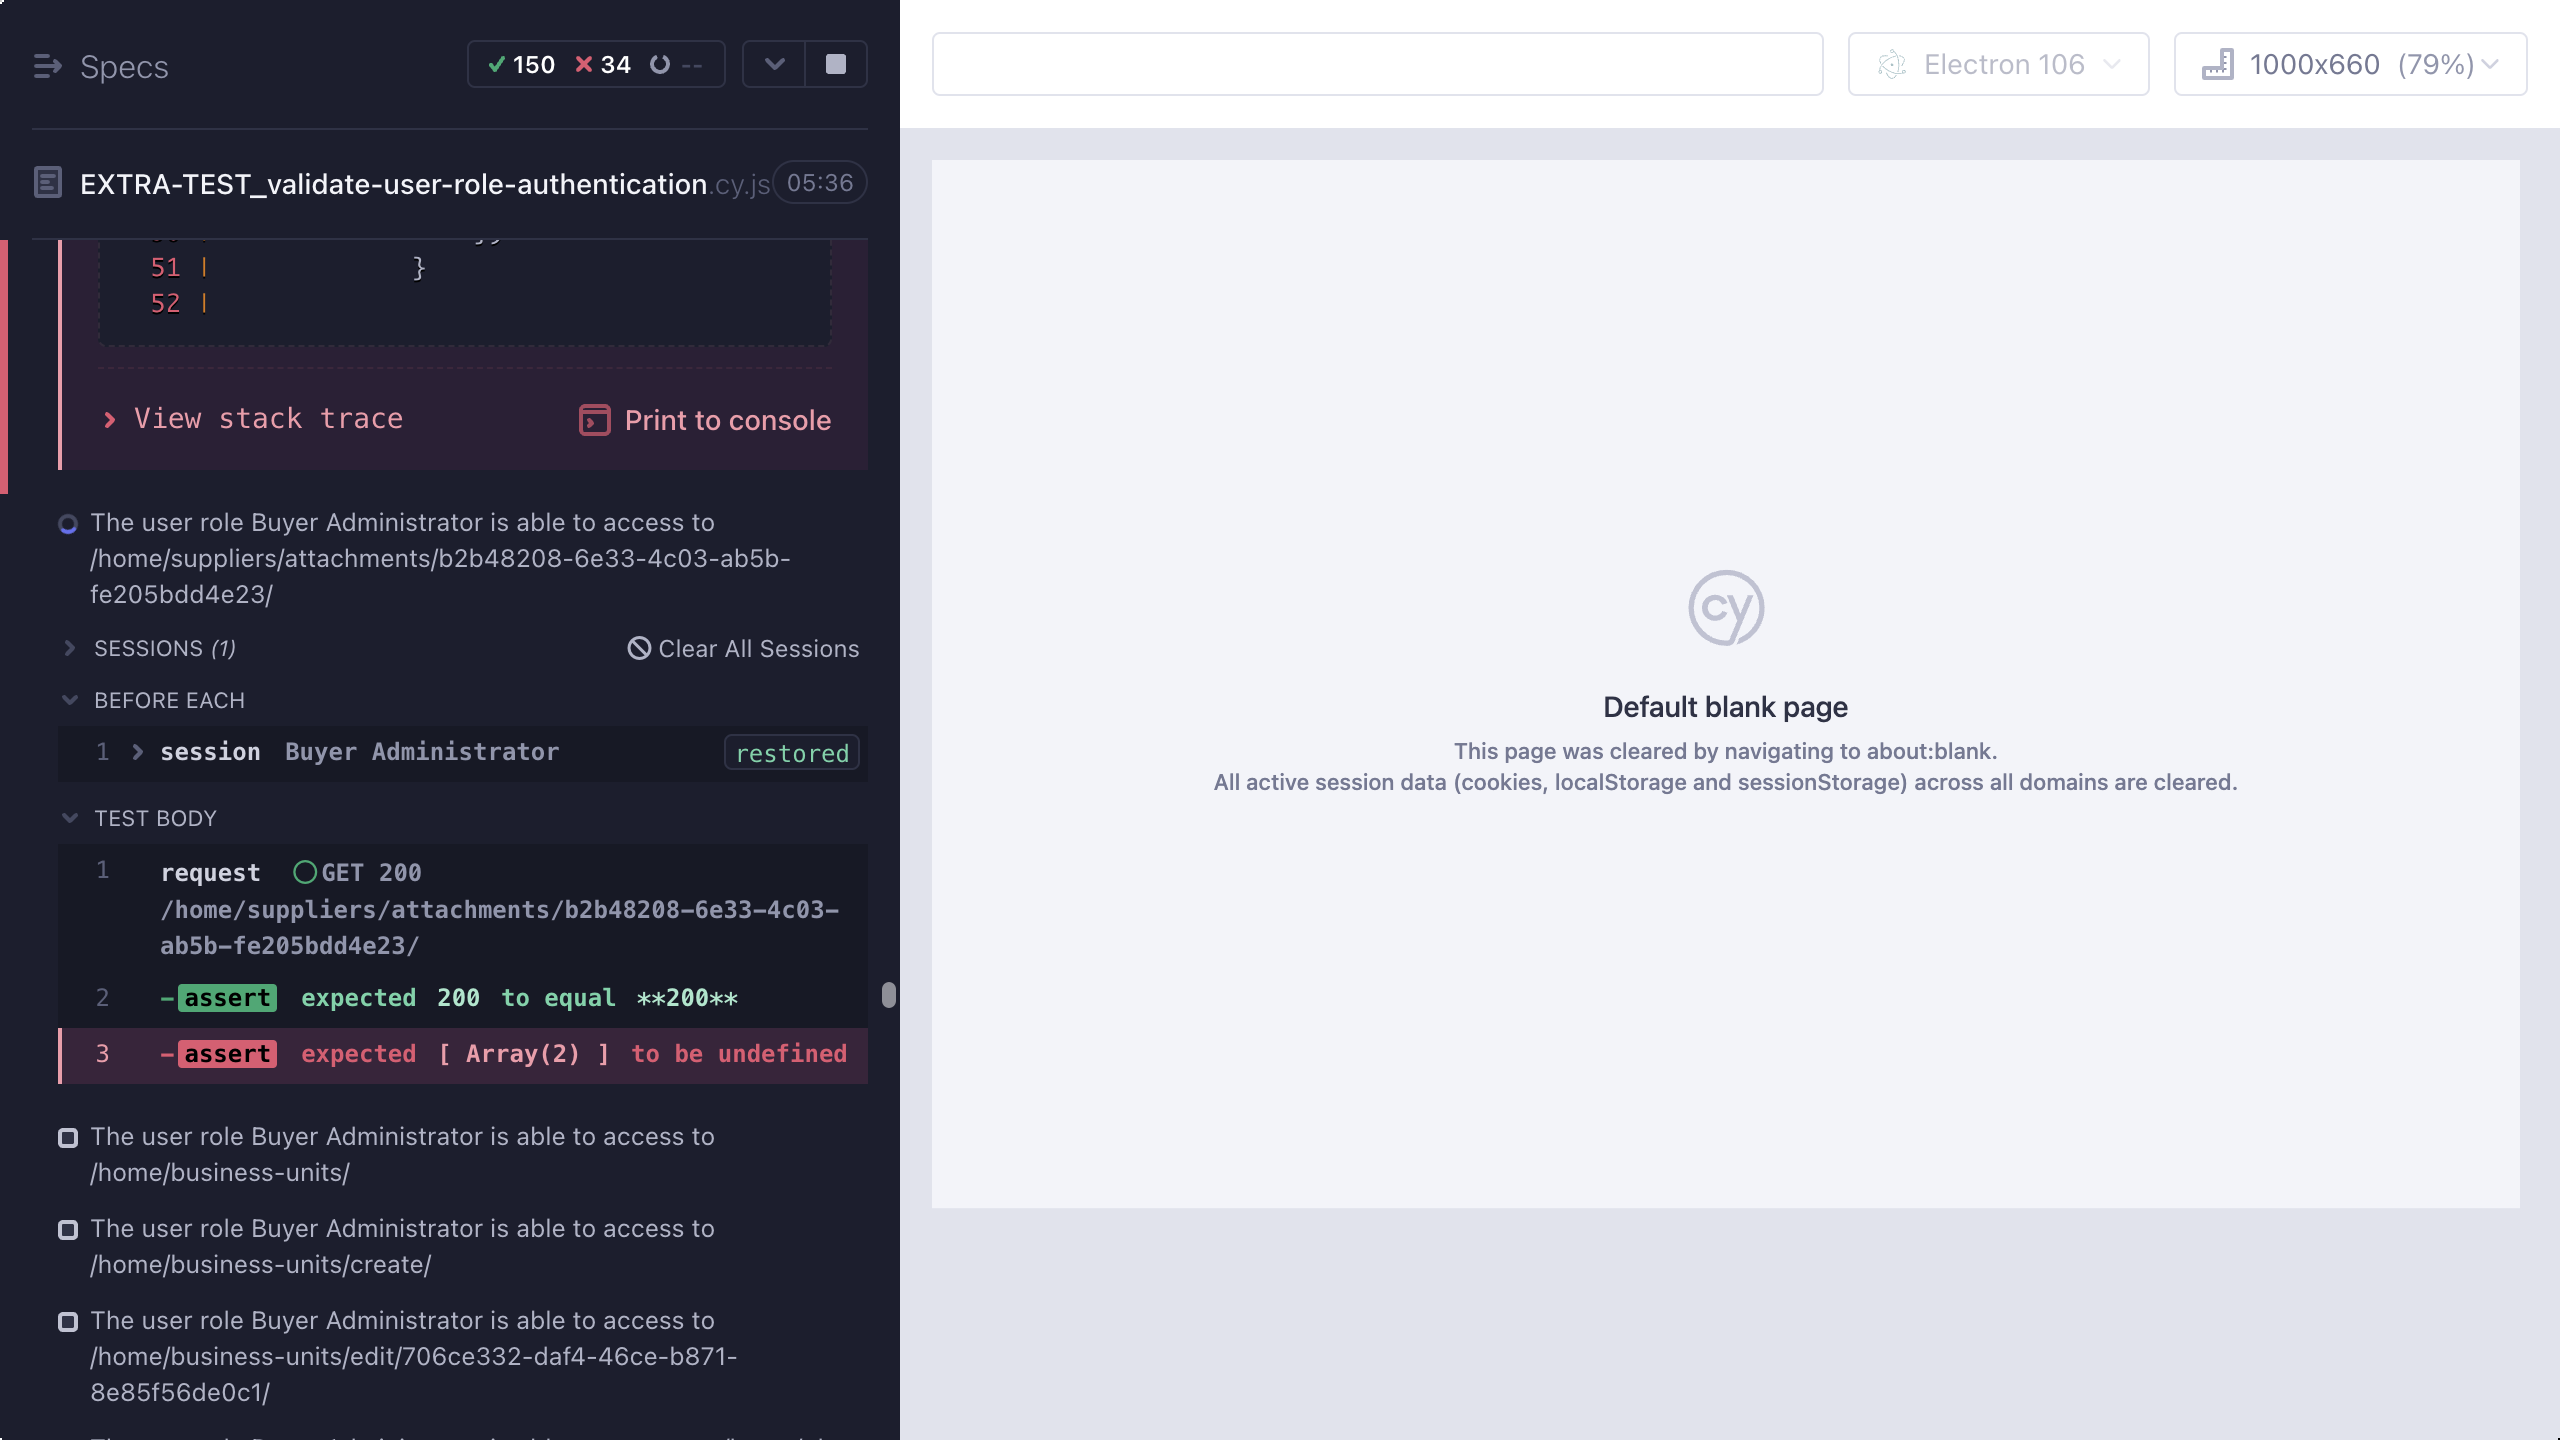 Specs
150 34 --
EXTRA-TEST_validate-user-role-authentication.cy.js 05:36
51 | }
52 |
View stack trace
Print to console
The user role Buyer Administrator is able to access to
/home/suppliers/attachments/b2b48208-6e33-4c03-ab5b-
fe205bdd4e23/
SESSIONS (1)
Clear All Sessions
BEFORE EACH
1 session Buyer Administrator restored
TEST BODY
1 request GET 200
/home/suppliers/attachments/b2b48208-6e33-4c03-
ab5b-fe205bdd4e23/
2 -assert expected 200 to equal **200**
3 -assert expected [ Array(2) ] to be undefined
The user role Buyer Administrator is able to access to
/home/business-units/
The user role Buyer Administrator is able to access to
/home/business-units/create/
The user role Buyer Administrator is able to access to
/home/business-units/edit/706ce332-daf4-46ce-b871-
8e85f56de0c1/
Electron 106
1000x660 (79%)
cy
Default blank page
This page was cleared by navigating to about:blank.
All active session data (cookies, localStorage and sessionStorage) across all domains are cleared.